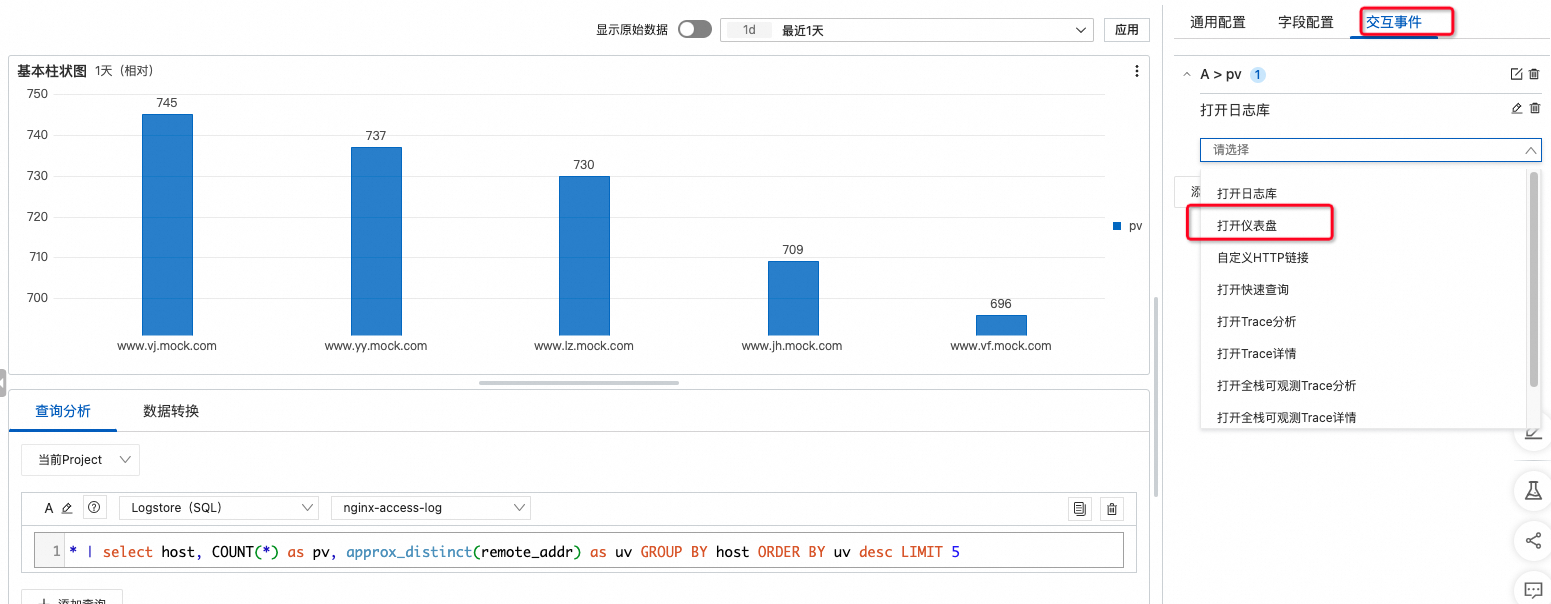 显示原始数据 1d 最近1天 应用
通用配置 字段配置 交互事件
基本柱状图 1天（相对）
750
740
730
720
710
700
745
737
730
709
696
www.vj.mock.com www.yy.mock.com www.lz.mock.com www.jh.mock.com www.vf.mock.com
pv
A > pv 1
打开日志库
请选择
添
打开日志库
打开仪表盘
自定义HTTP链接
打开快速查询
打开Trace分析
打开Trace详情
打开全栈可观测Trace分析
打开全栈可观测Trace详情
查询分析 数据转换
当前Project
A Logstore（SQL） nginx-access-log
1 * | select host, COUNT(*) as pv, approx_distinct(remote_addr) as uv GROUP BY host ORDER BY uv desc LIMIT 5
添加查询